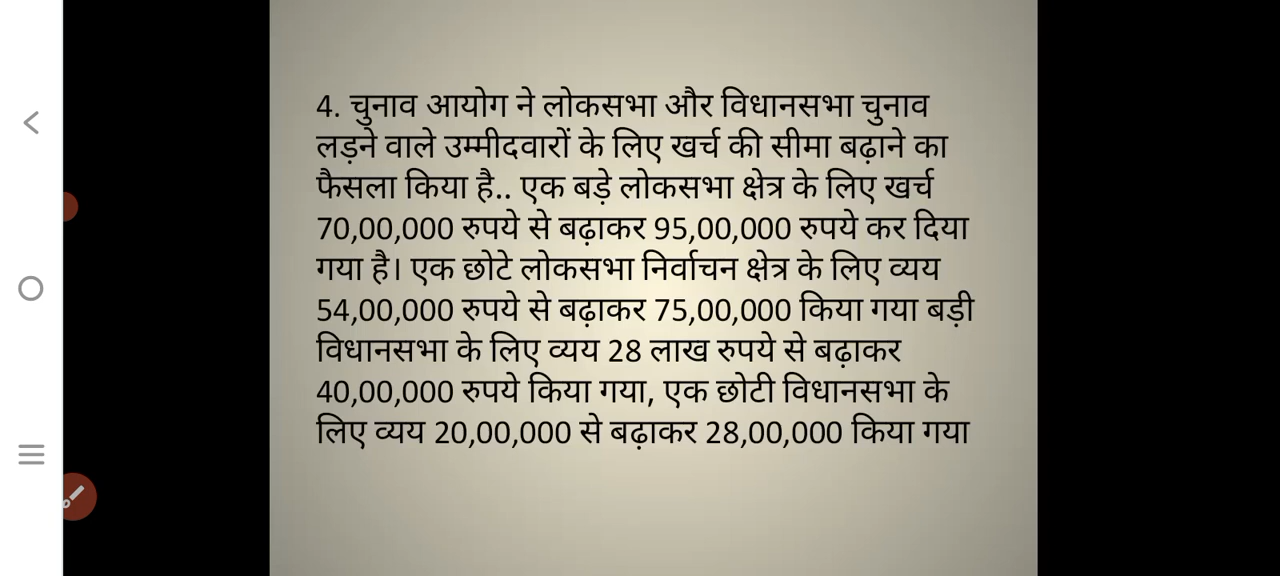 4. चुनाव आयोग ने लोकसभा और विधानसभा चुनाव
लड़ने वाले उम्मीदवारों के लिए खर्च की सीमा बढ़ाने का
फैसला किया है.. एक बड़े लोकसभा क्षेत्र के लिए खर्च
70,00,000 रुपये से बढ़ाकर 95,00,000 रुपये कर दिया
गया है। एक छोटे लोकसभा निर्वाचन क्षेत्र के लिए व्यय
54,00,000 रुपये से बढ़ाकर 75,00,000 किया गया बड़ी
विधानसभा के लिए व्यय 28 लाख रुपये से बढ़ाकर
40,00,000 रुपये किया गया, एक छोटी विधानसभा के
लिए व्यय 20,00,000 से बढ़ाकर 28,00,000 किया गया